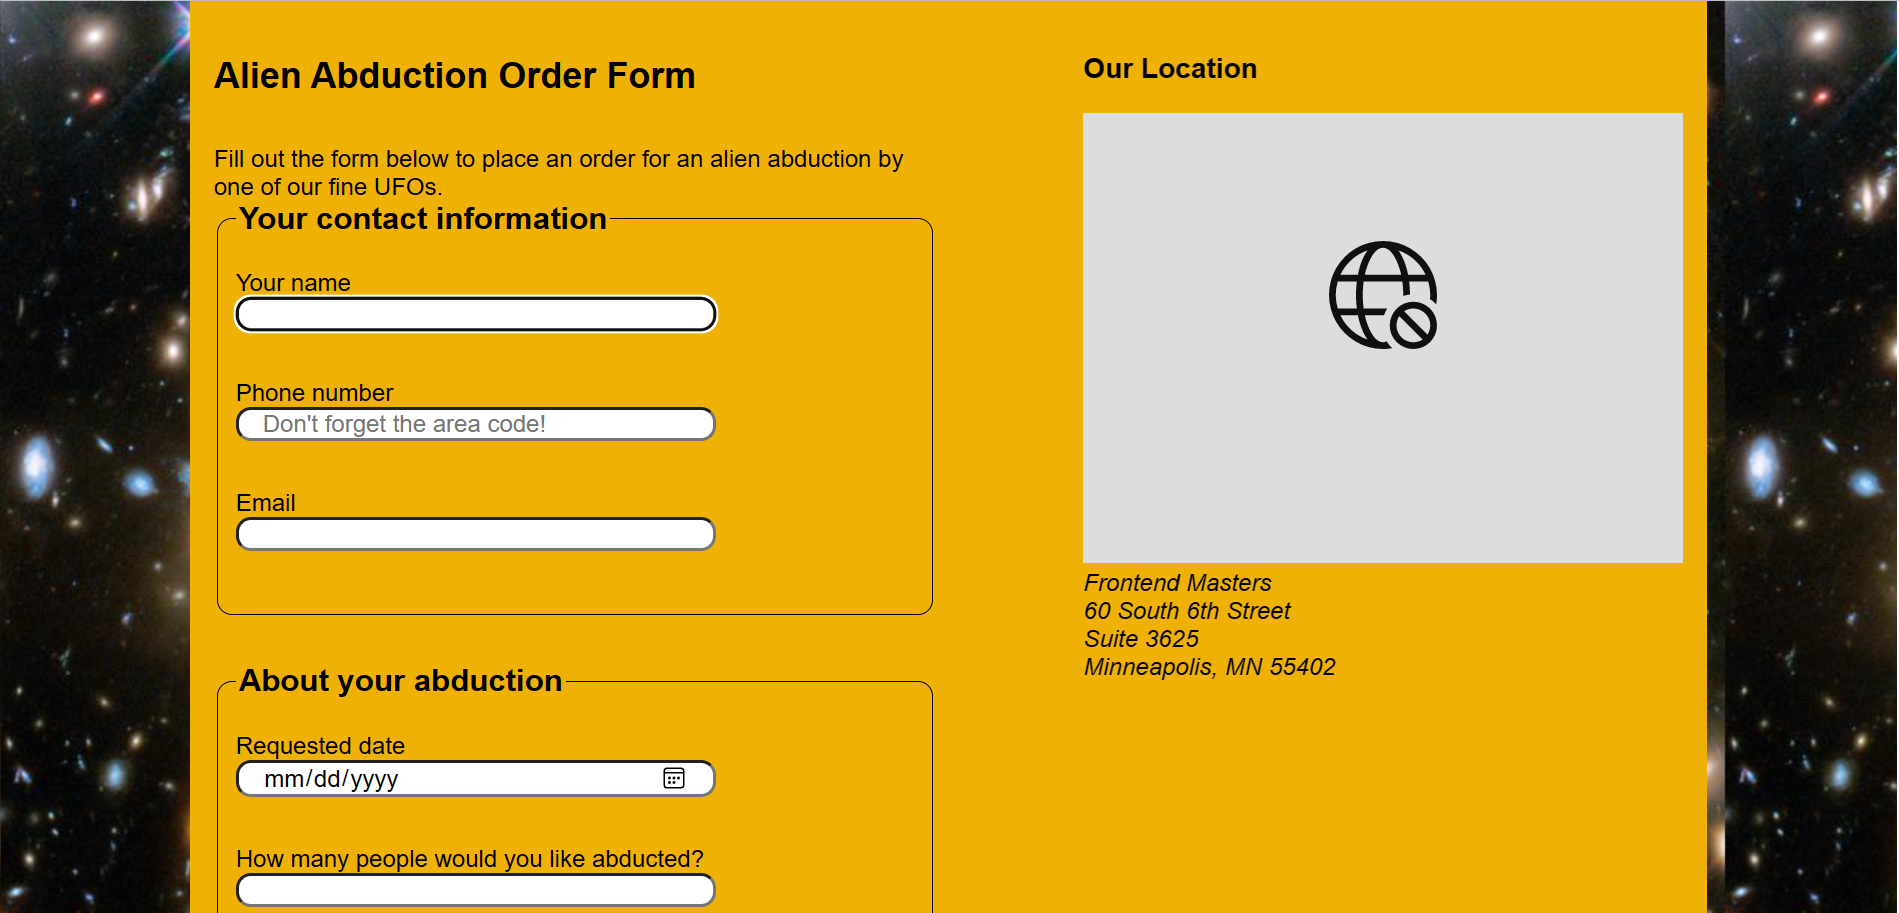 Alien Abduction Order Form
Fill out the form below to place an order for an alien abduction by
one of our fine UFOs.
Your contact information
Your name
Phone number
Don't forget the area code!
Email
About your abduction
Requested date
mm/dd/yyyy
How many people would you like abducted?
Our Location
Frontend Masters
60 South 6th Street
Suite 3625
Minneapolis, MN 55402